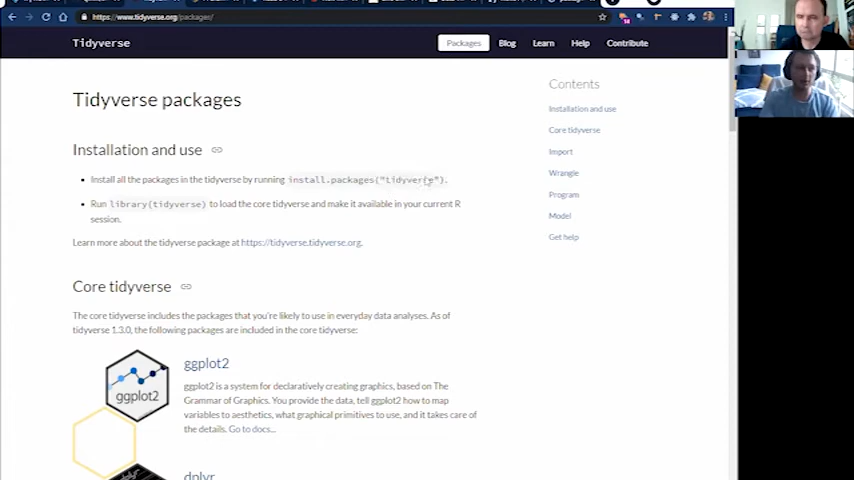 https://www.tidyverse.org/packages/
Tidyverse
Packages
Blog
Learn
Help
Contribute
Tidyverse packages
Contents
Installation and use
Core tidyverse
Import
Wrangle
Program
Model
Get help
Installation and use
Install all the packages in the tidyverse by running install.packages("tidyverse").
Run library(tidyverse) to load the core tidyverse and make it available in your current R
session.
Learn more about the tidyverse package at https://tidyverse.tidyverse.org.
Core tidyverse
The core tidyverse includes the packages that you're likely to use in everyday data analyses. As of
tidyverse 1.3.0, the following packages are included in the core tidyverse:
ggplot2
ggplot2
ggplot2 is a system for declaratively creating graphics, based on The
Grammar of Graphics. You provide the data, tell ggplot2 how to map
variables to aesthetics, what graphical primitives to use, and it takes care of
the details. Go to docs...
dplyr